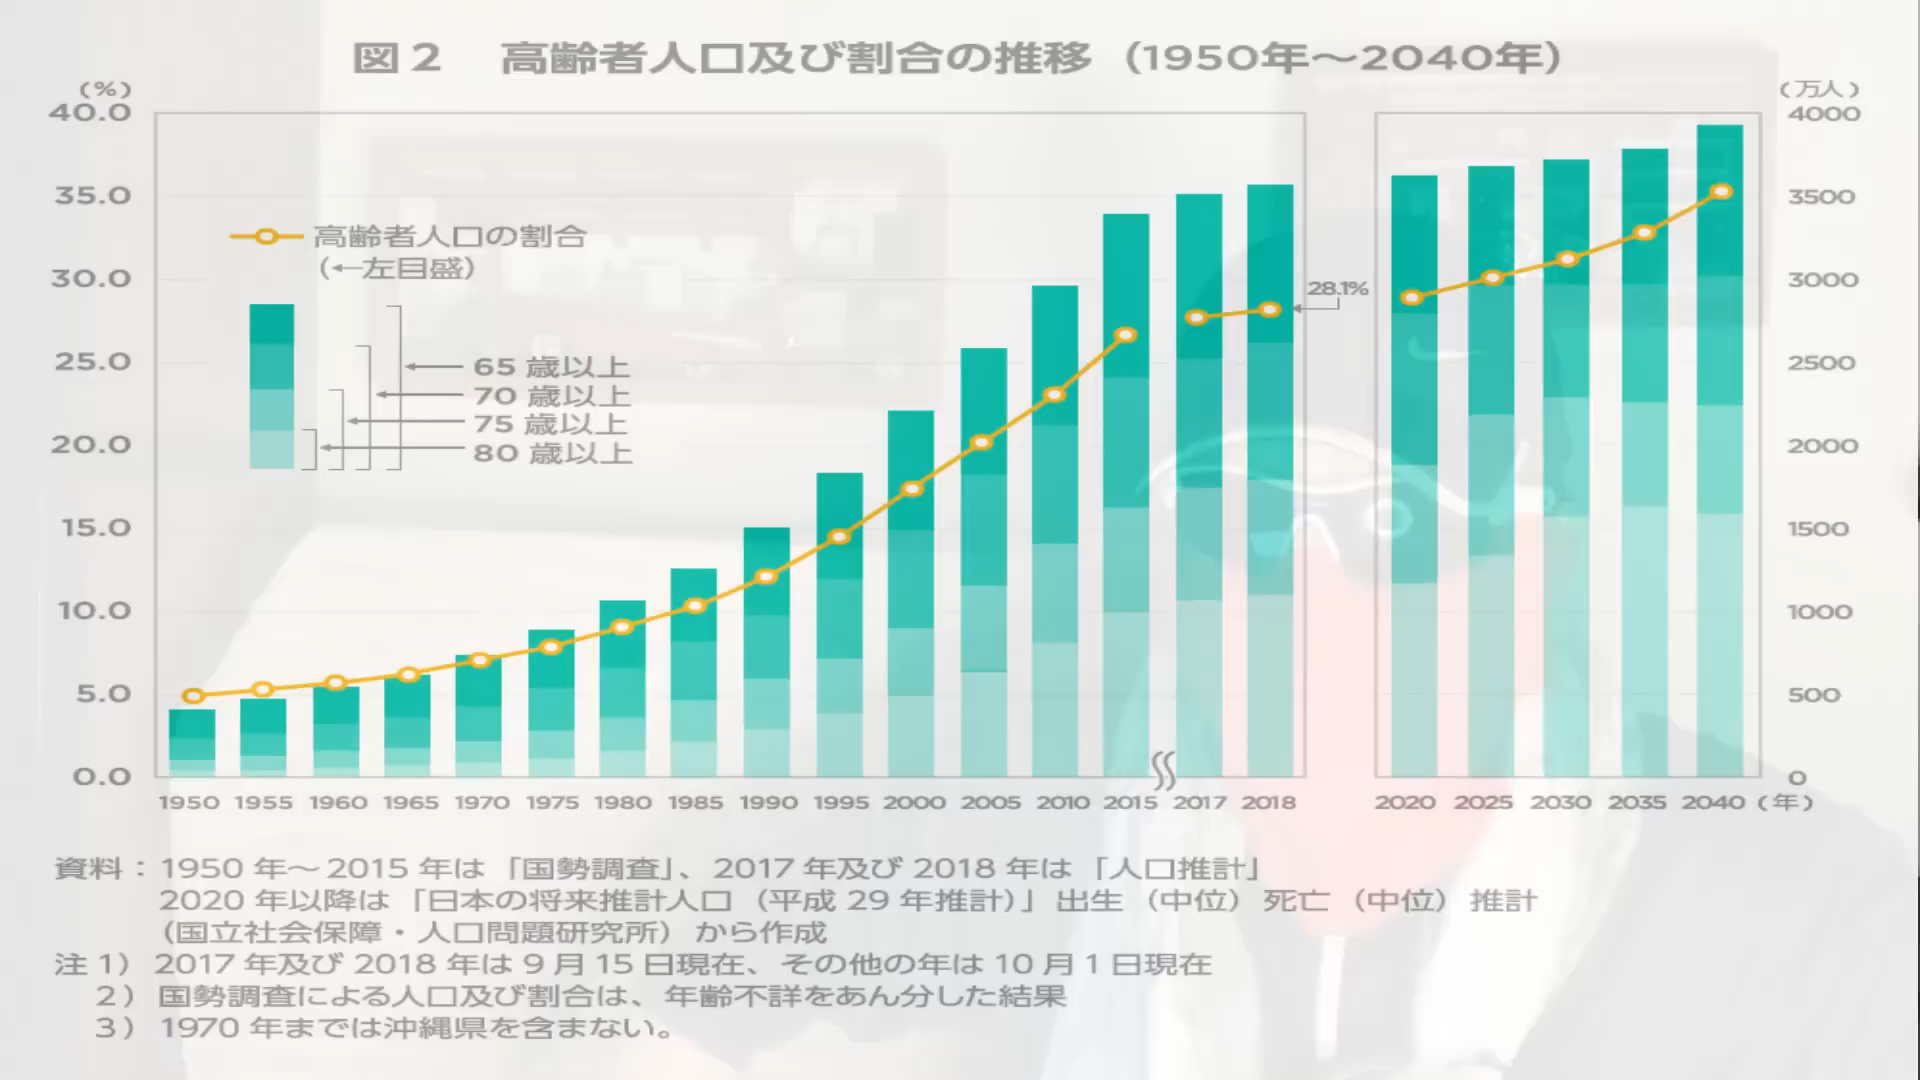 図2 高齢者人口及び割合の推移（1950年～2040年）
（%） （万人）
40.0 4000
35.0 3500
30.0 3000
25.0 2500
20.0 2000
15.0 1500
10.0 1000
5.0 500
0.0 0
高齢者人口の割合
（←左目盛）
65 歳以上
70 歳以上
75 歳以上
80 歳以上
28.1%
1950 1955 1960 1965 1970 1975 1980 1985 1990 1995 2000 2005 2010 2015 2017 2018 2020 2025 2030 2035 2040（年）
資料：1950 年～ 2015 年は「国勢調査」、2017 年及び 2018 年は「人口推計」
2020 年以降は「日本の将来推計人口（平成 29 年推計）」出生（中位）死亡（中位）推計
（国立社会保障・人口問題研究所）から作成
注 1）2017 年及び 2018 年は 9 月 15 日現在、その他の年は 10 月 1 日現在
2）国勢調査による人口及び割合は、年齢不詳をあん分した結果
3）1970 年までは沖縄県を含まない。